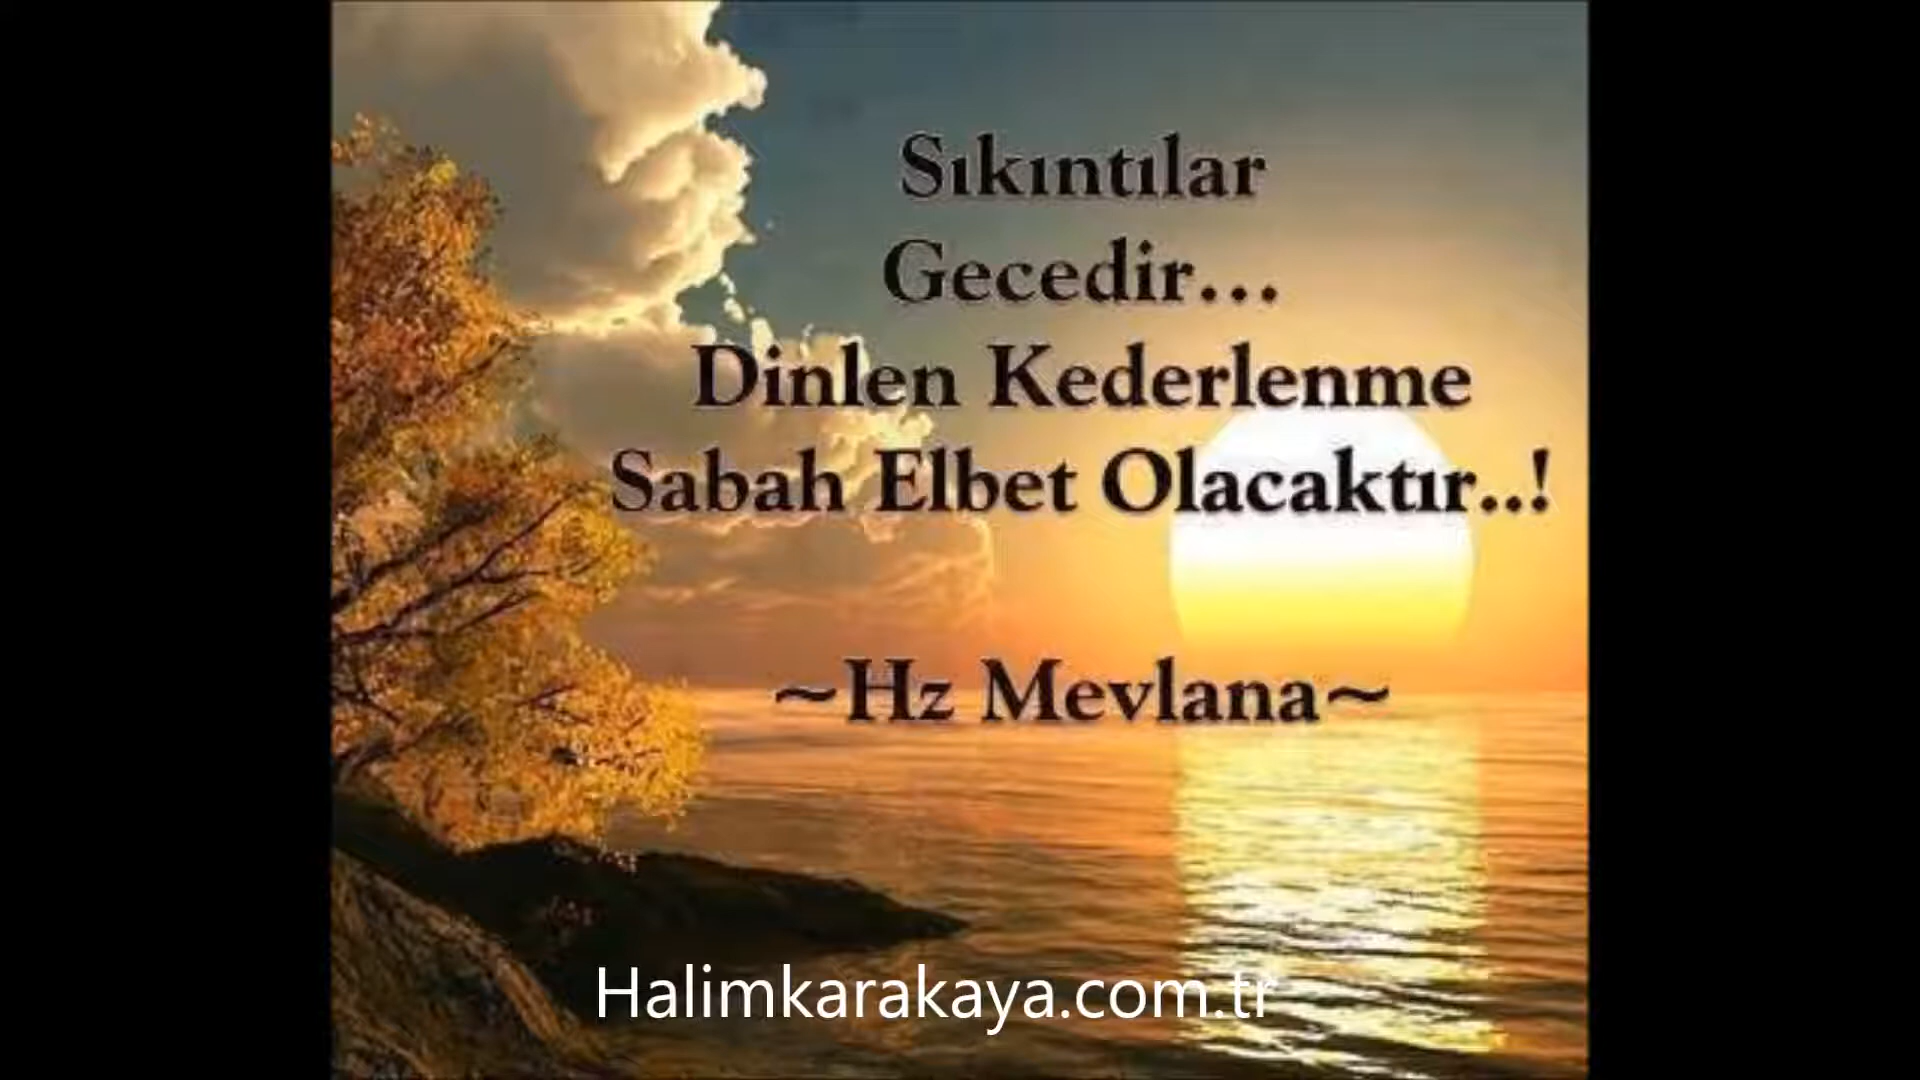 Sıkıntılar
Gecedir...
Dinlen Kederlenme
Sabah Elbet Olacaktır..!
~Hz Mevlana~
Halimkarakaya.com.tr